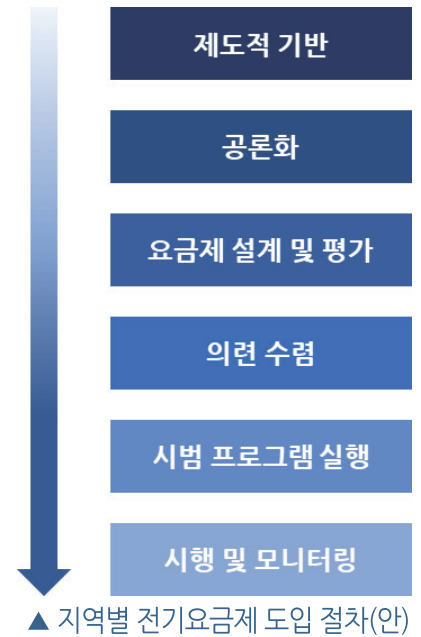 제도적 기반
공론화
요금제 설계 및 평가
의련 수렴
시범 프로그램 실행
시행 및 모니터링
▲ 지역별 전기요금제 도입 절차(안)